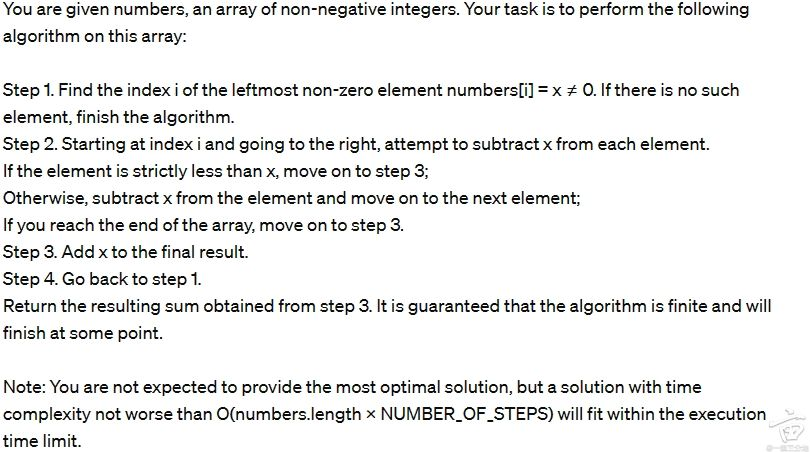 You are given numbers, an array of non-negative integers. Your task is to perform the following
algorithm on this array:
Step 1. Find the index i of the leftmost non-zero element numbers[i] = x ≠ 0. If there is no such
element, finish the algorithm.
Step 2. Starting at index i and going to the right, attempt to subtract x from each element.
If the element is strictly less than x, move on to step 3;
Otherwise, subtract x from the element and move on to the next element;
If you reach the end of the array, move on to step 3.
Step 3. Add x to the final result.
Step 4. Go back to step 1.
Return the resulting sum obtained from step 3. It is guaranteed that the algorithm is finite and will
finish at some point.
Note: You are not expected to provide the most optimal solution, but a solution with time
complexity not worse than O(numbers.length × NUMBER_OF_STEPS) will fit within the execution
time limit.